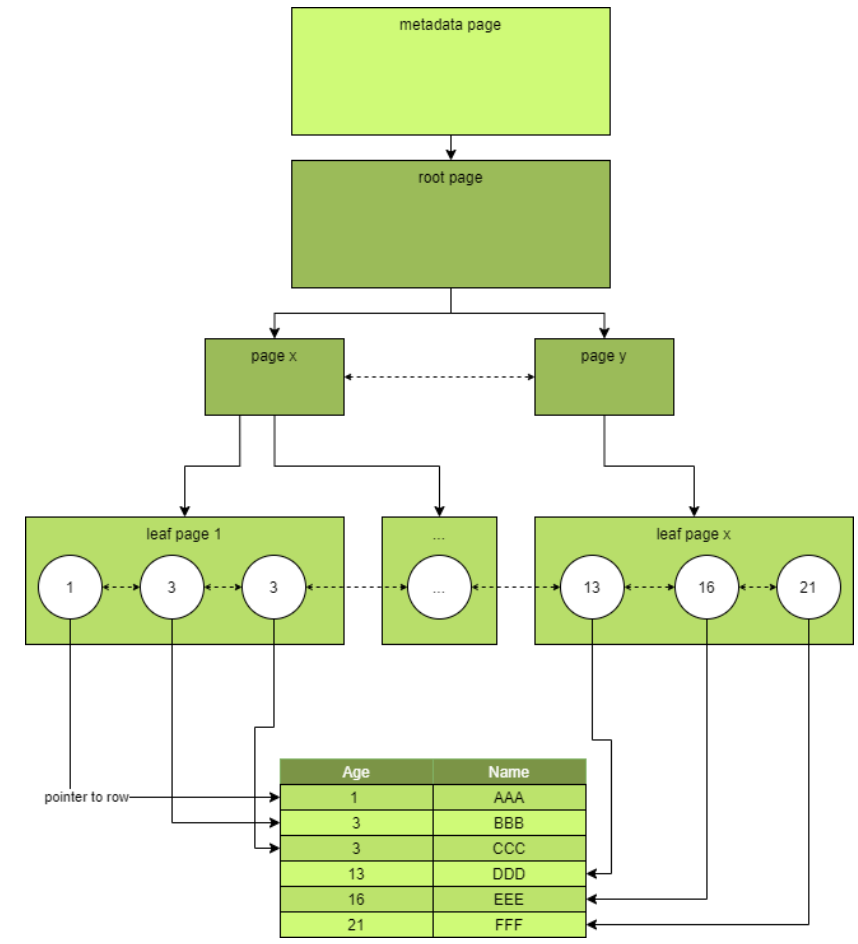 metadata page
root page
page x
page y
leaf page 1
...
leaf page x
1
3
3
...
13
16
21
pointer to row
Age Name
1 AAA
3 BBB
3 CCC
13 DDD
16 EEE
21 FFF